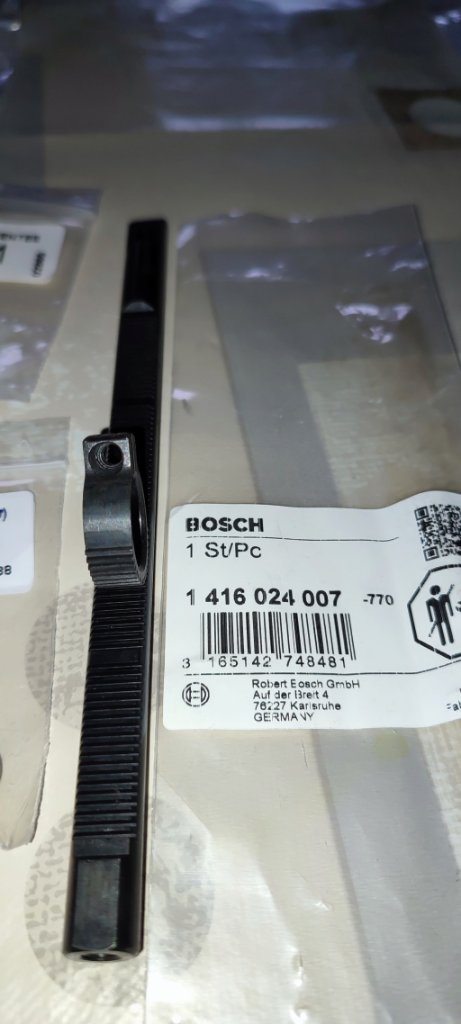 BOSCH
1 St/Pc
1 416 024 007 -770
3 165142 748481
Robert Bosch GmbH
Auf der Breit 4
76227 Karlsruhe
GERMANY